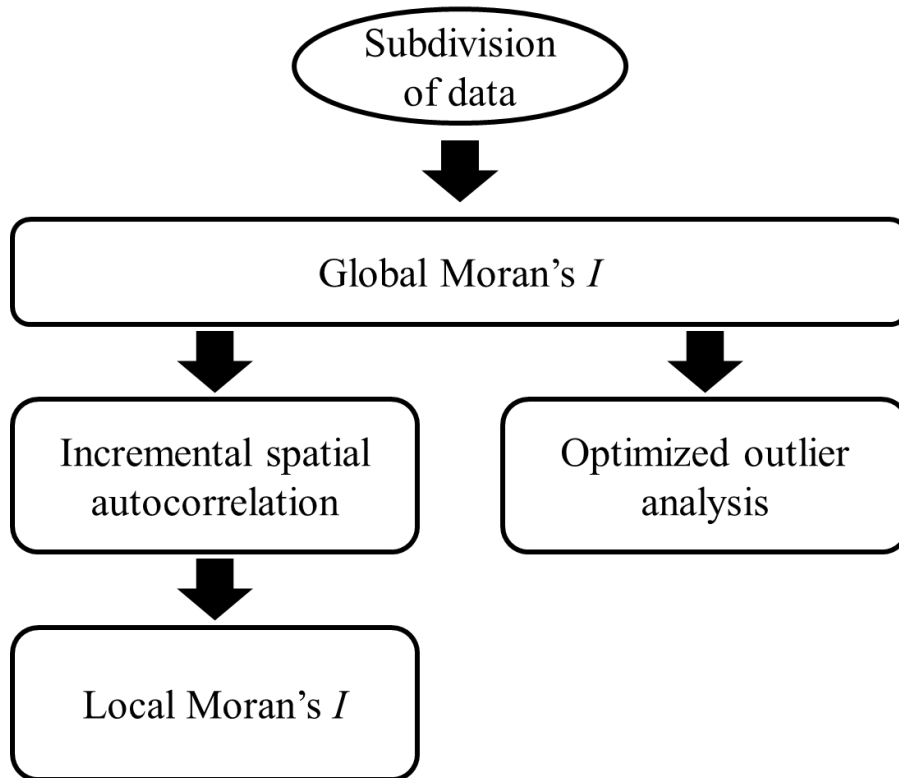 Subdivision
of data
Global Moran’s I
Incremental spatial
autocorrelation
Optimized outlier
analysis
Local Moran’s I